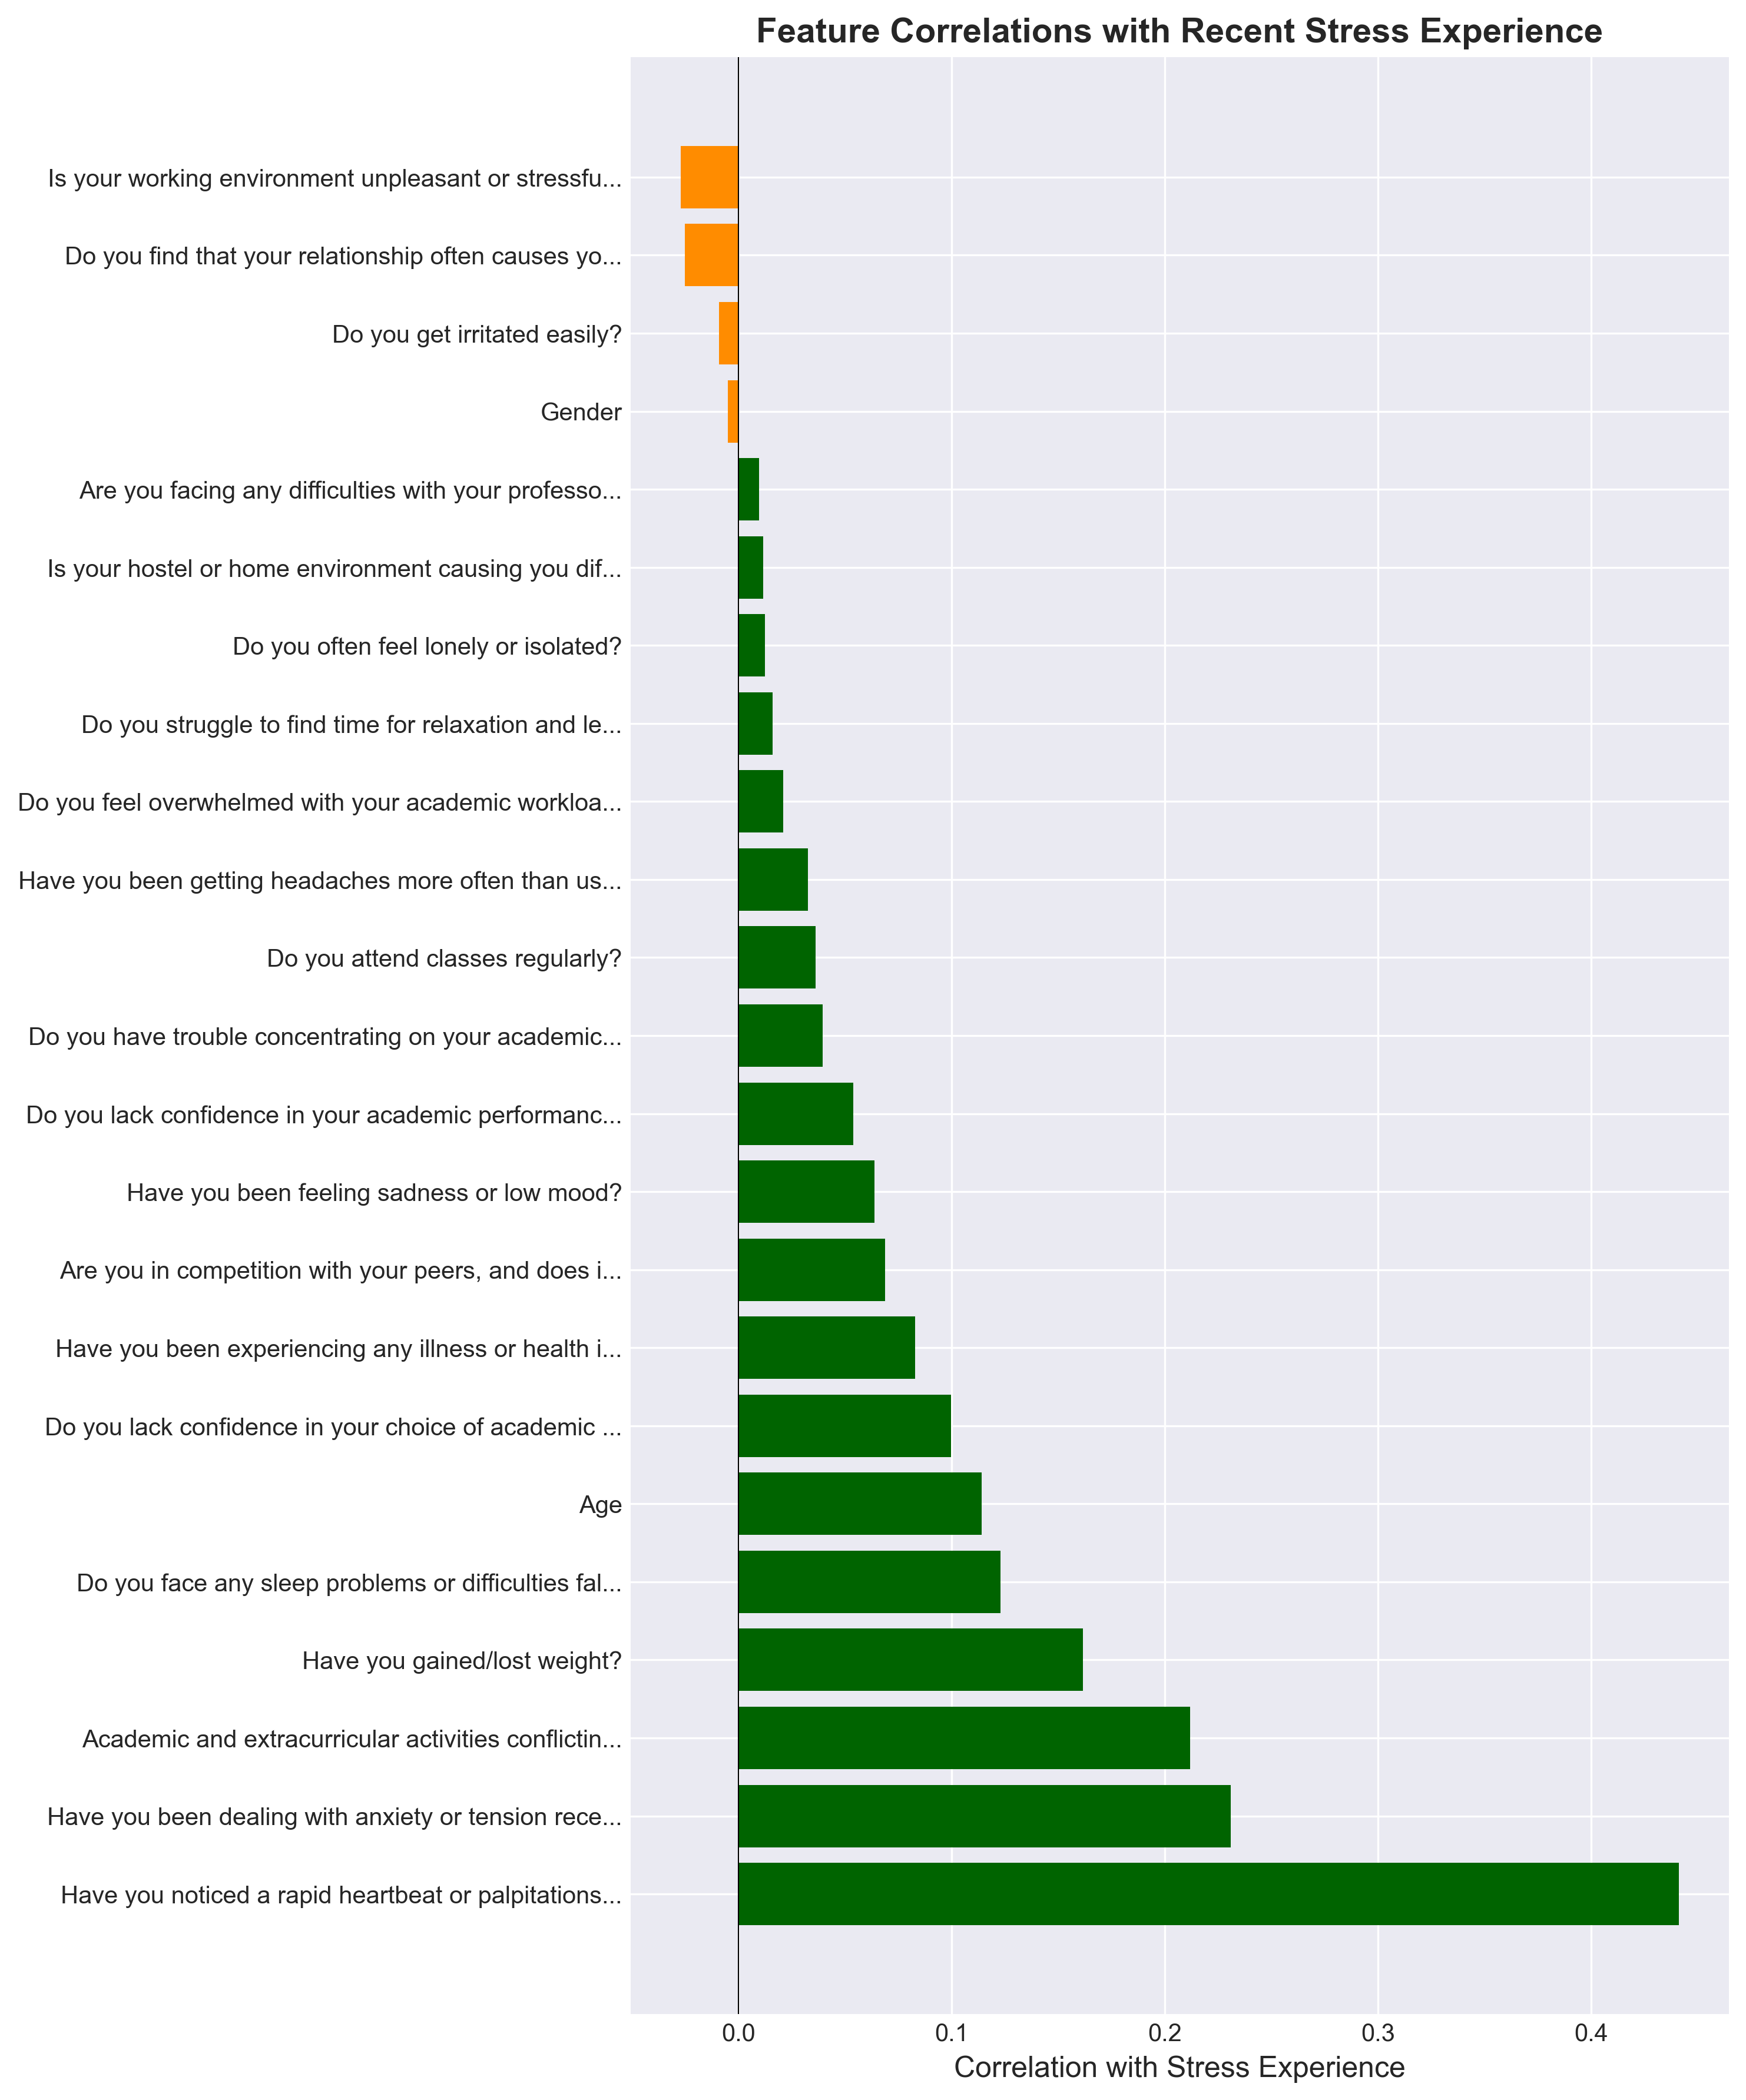 Feature Correlations with Recent Stress Experience
Is your working environment unpleasant or stressfu...
Do you find that your relationship often causes yo...
Do you get irritated easily?
Gender
Are you facing any difficulties with your professo...
Is your hostel or home environment causing you dif...
Do you often feel lonely or isolated?
Do you struggle to find time for relaxation and le...
Do you feel overwhelmed with your academic workloa...
Have you been getting headaches more often than us...
Do you attend classes regularly?
Do you have trouble concentrating on your academic...
Do you lack confidence in your academic performanc...
Have you been feeling sadness or low mood?
Are you in competition with your peers, and does i...
Have you been experiencing any illness or health i...
Do you lack confidence in your choice of academic ...
Age
Do you face any sleep problems or difficulties fal...
Have you gained/lost weight?
Academic and extracurricular activities conflictin...
Have you been dealing with anxiety or tension rece...
Have you noticed a rapid heartbeat or palpitations...
0.0 0.1 0.2 0.3 0.4
Correlation with Stress Experience